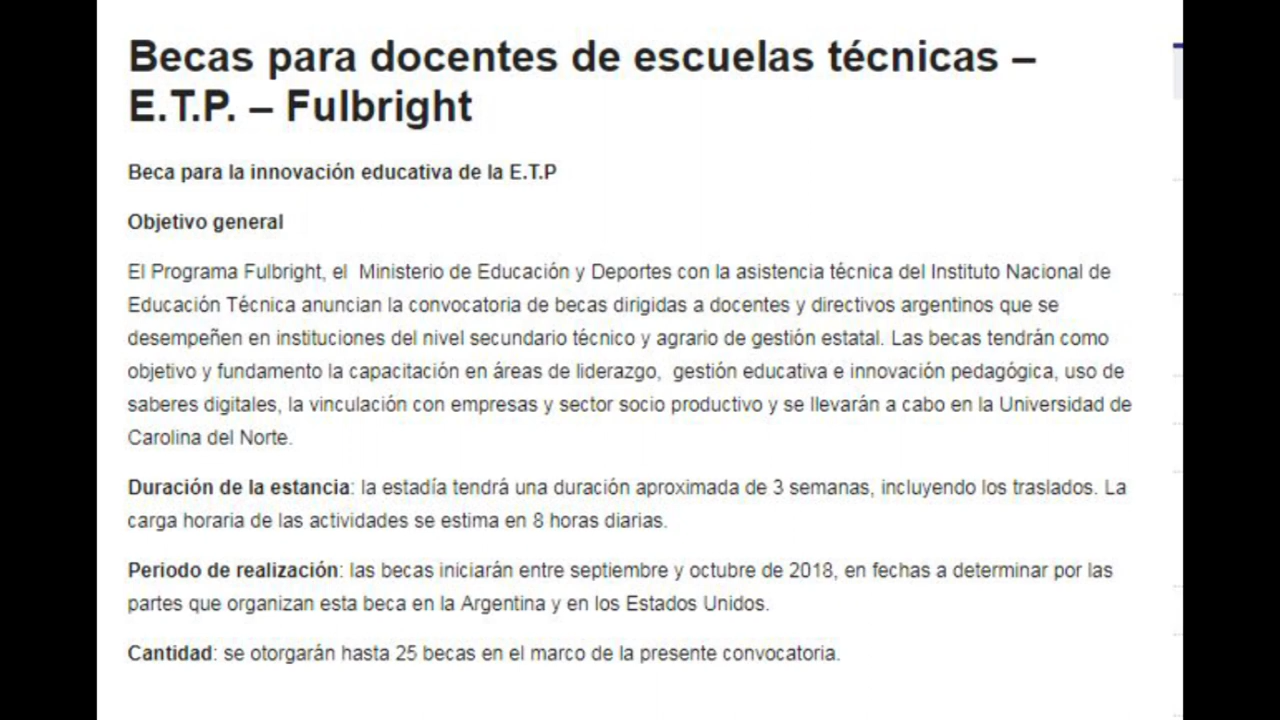 Becas para docentes de escuelas técnicas –
E.T.P. – Fulbright
Beca para la innovación educativa de la E.T.P
Objetivo general
El Programa Fulbright, el  Ministerio de Educación y Deportes con la asistencia técnica del Instituto Nacional de
Educación Técnica anuncian la convocatoria de becas dirigidas a docentes y directivos argentinos que se
desempeñen en instituciones del nivel secundario técnico y agrario de gestión estatal. Las becas tendrán como
objetivo y fundamento la capacitación en áreas de liderazgo,  gestión educativa e innovación pedagógica, uso de
saberes digitales, la vinculación con empresas y sector socio productivo y se llevarán a cabo en la Universidad de
Carolina del Norte.
Duración de la estancia: la estadía tendrá una duración aproximada de 3 semanas, incluyendo los traslados. La
carga horaria de las actividades se estima en 8 horas diarias.
Periodo de realización: las becas iniciarán entre septiembre y octubre de 2018, en fechas a determinar por las
partes que organizan esta beca en la Argentina y en los Estados Unidos.
Cantidad: se otorgarán hasta 25 becas en el marco de la presente convocatoria.